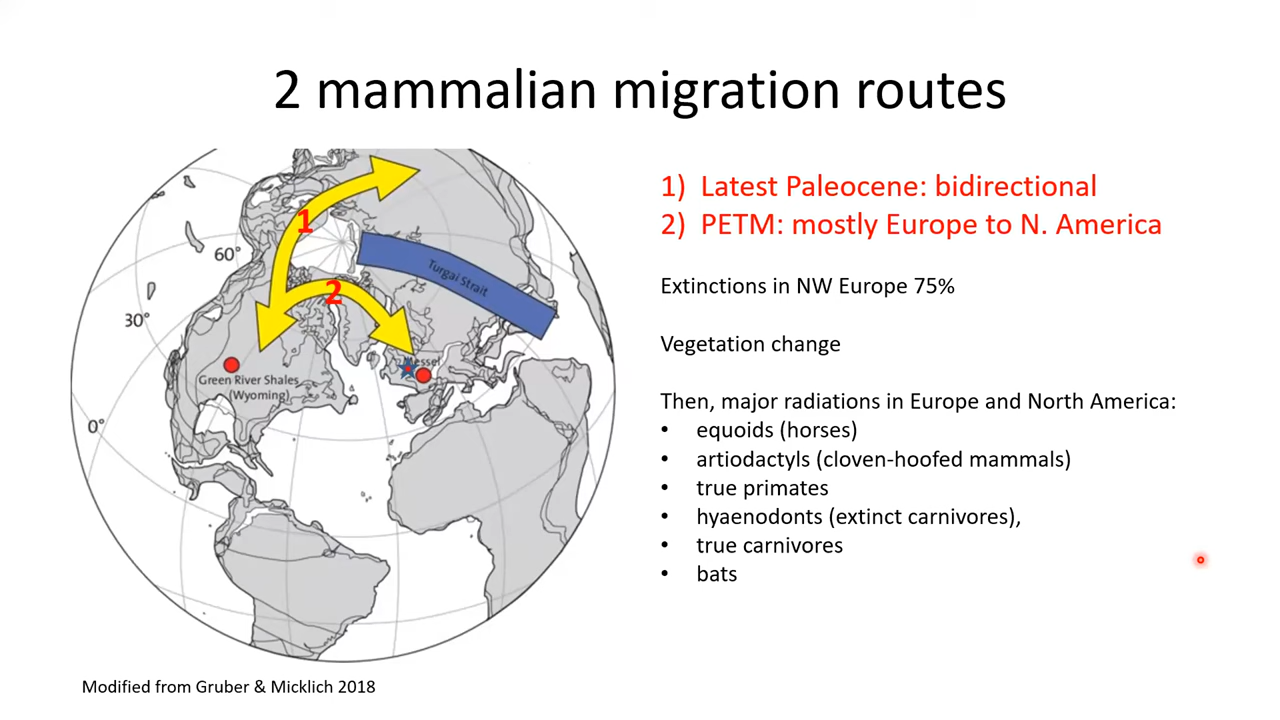 2 mammalian migration routes
1
2
60°
30°
0°
Turgai Strait
Green River Shales
(Wyoming)
1) Latest Paleocene: bidirectional
2) PETM: mostly Europe to N. America
Extinctions in NW Europe 75%
Vegetation change
Then, major radiations in Europe and North America:
• equoids (horses)
• artiodactyls (cloven-hoofed mammals)
• true primates
• hyaenodonts (extinct carnivores),
• true carnivores
• bats
Modified from Gruber & Micklich 2018